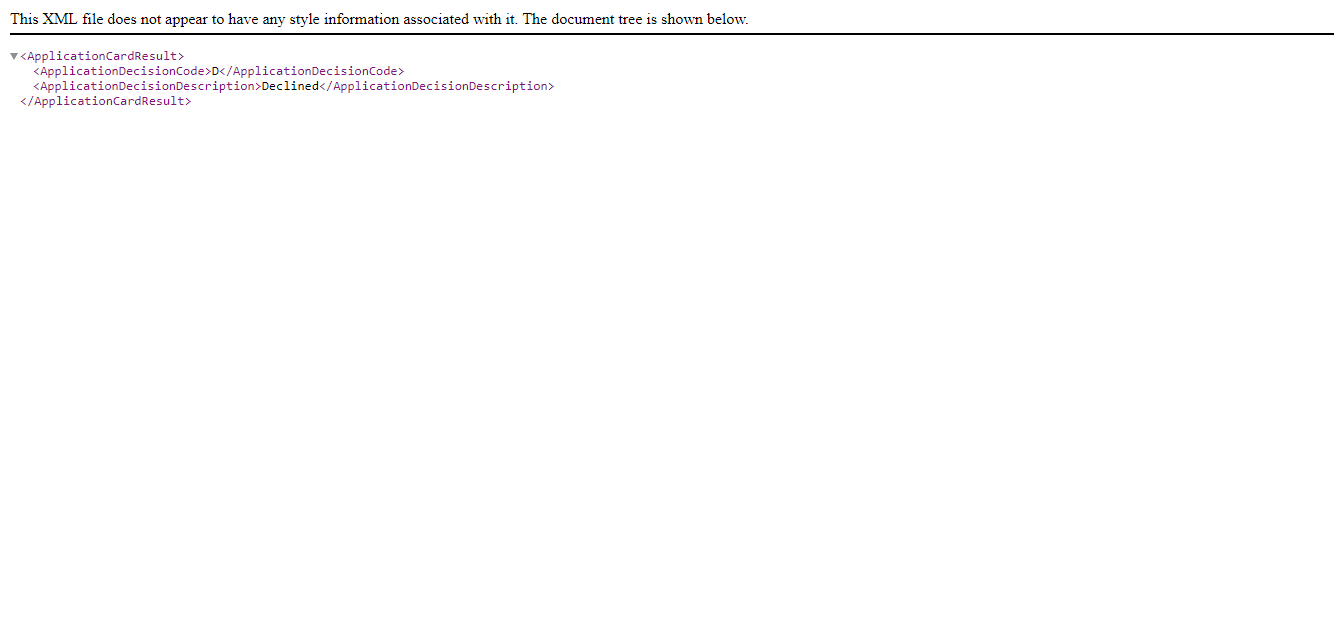 This XML file does not appear to have any style information associated with it. The document tree is shown below.
▼<ApplicationCardResult>
<ApplicationDecisionCode>D</ApplicationDecisionCode>
<ApplicationDecisionDescription>Declined</ApplicationDecisionDescription>
</ApplicationCardResult>